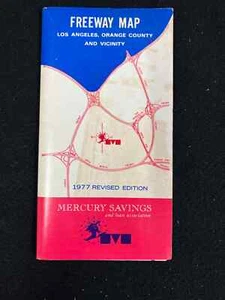 FREEWAY MAP
LOS ANGELES, ORANGE COUNTY
AND VICINITY
1977 REVISED EDITION
MERCURY SAVINGS
and loan association